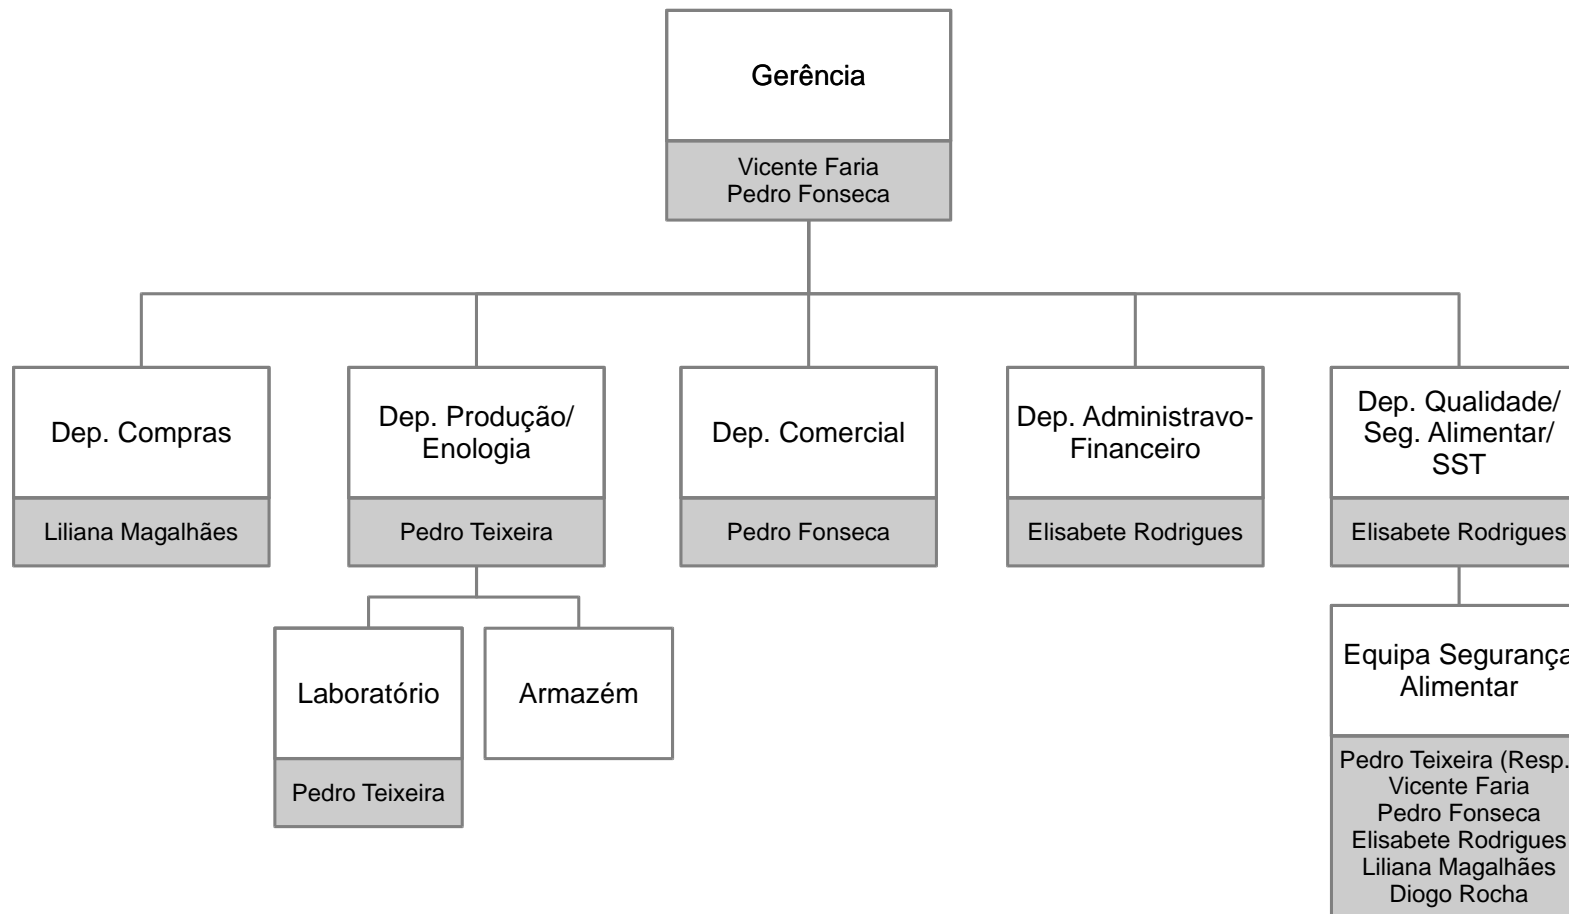 Gerência
Vicente Faria
Pedro Fonseca
Dep. Compras
Liliana Magalhães
Dep. Produção/
Enologia
Pedro Teixeira
Dep. Comercial
Pedro Fonseca
Dep. Administravo-
Financeiro
Elisabete Rodrigues
Dep. Qualidade/
Seg. Alimentar/
SST
Elisabete Rodrigues
Laboratório
Pedro Teixeira
Armazém
Equipa Segurança
Alimentar
Pedro Teixeira (Resp.
Vicente Faria
Pedro Fonseca
Elisabete Rodrigues
Liliana Magalhães
Diogo Rocha